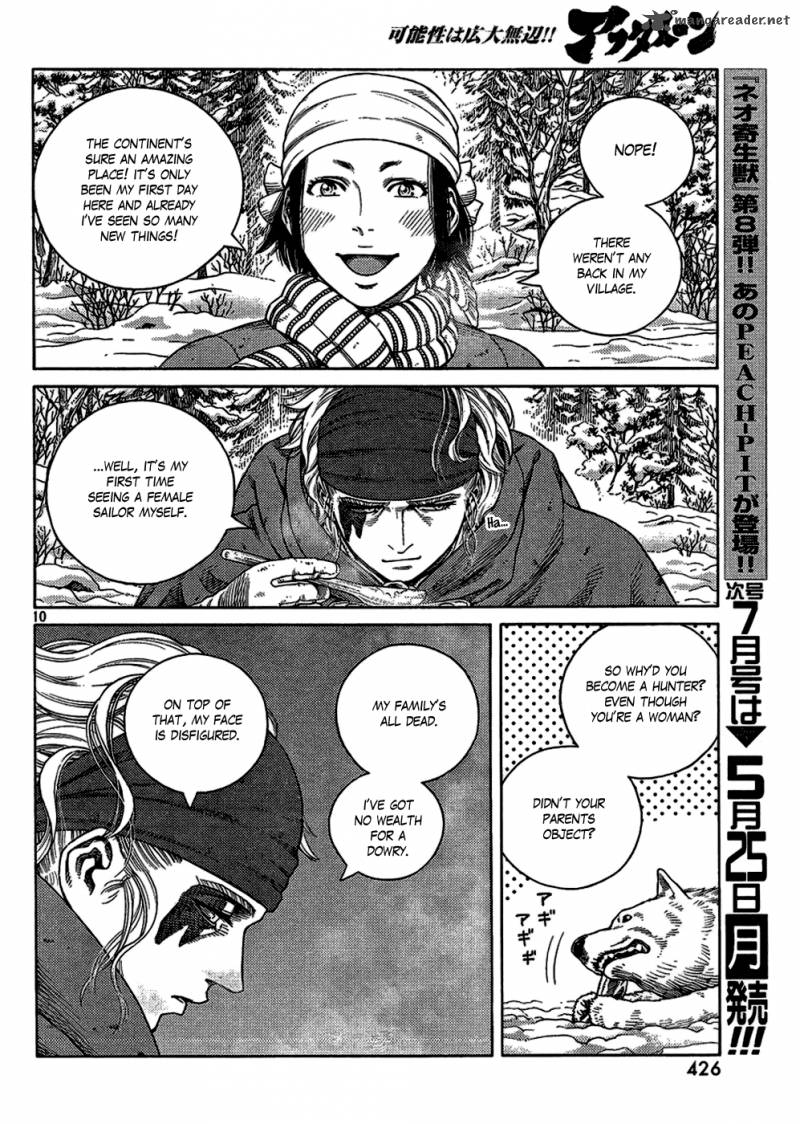 mangareader.net
可能性は広大無辺!!
アフタヌーン
NOPE!
THERE
WEREN'T ANY
BACK IN MY
VILLAGE.
THE CONTINENT'S
SURE AN AMAZING
PLACE! IT'S ONLY
BEEN MY FIRST DAY
HERE AND ALREADY
I'VE SEEN SO MANY
NEW THINGS!
Ha...
...WELL, IT'S MY
FIRST TIME
SEEING A FEMALE
SAILOR MYSELF.
10
SO WHY'D YOU
BECOME A HUNTER?
EVEN THOUGH
YOU'RE A WOMAN?
DIDN'T YOUR
PARENTS
OBJECT?
アギ
アギ
MY FAMILY'S
ALL DEAD.
I'VE GOT
NO WEALTH
FOR A
DOWRY.
ON TOP OF
THAT, MY FACE
IS DISFIGURED.
『ネオ寄生獣』第8弾!! あのPEACH-PITが登場!!
次号7月号は➡5月25日月発売!!!
426